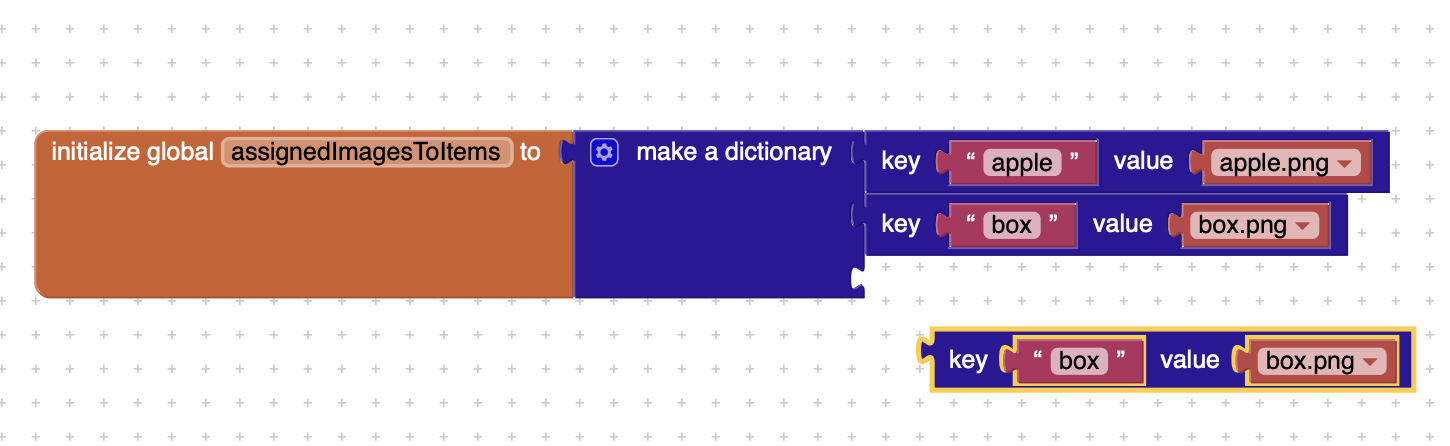 initialize global assignedImagesToItems to make a dictionary key “ apple ” value apple.png
key “ box ” value box.png
key “ box ” value box.png